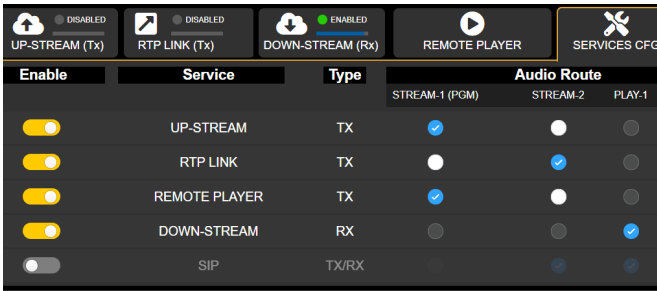 DISABLED
DISABLED
ENABLED
UP-STREAM (Tx)
RTP LINK (Tx)
DOWN-STREAM (Rx)
REMOTE PLAYER
SERVICES CFG
Enable Service Type Audio Route
STREAM-1 (PGM) STREAM-2 PLAY-1
UP-STREAM TX
RTP LINK TX
REMOTE PLAYER TX
DOWN-STREAM RX
SIP TX/RX